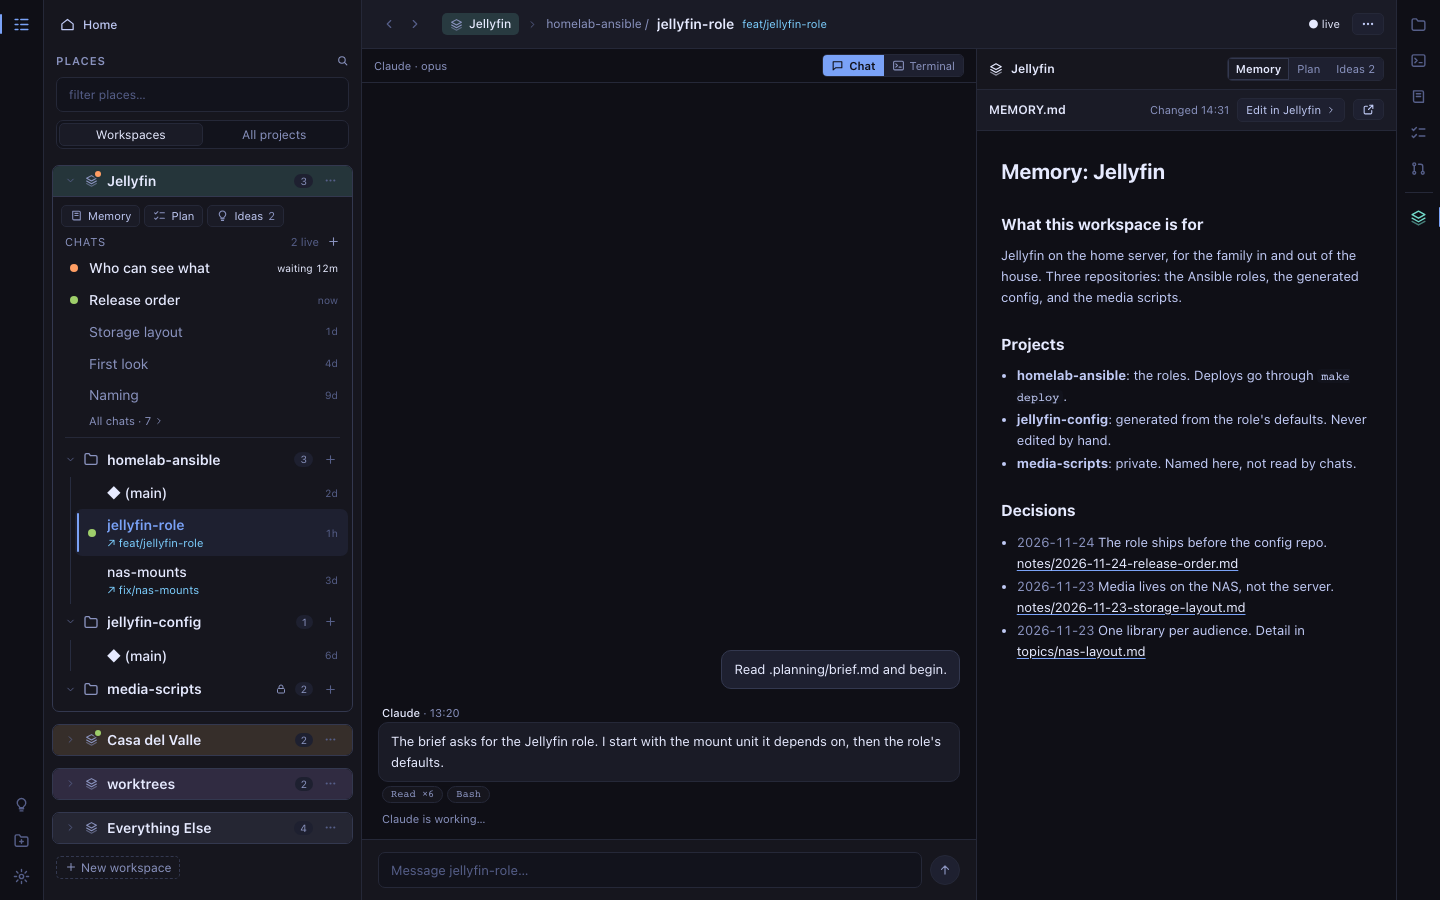 Home
PLACES
filter places...
Workspaces
All projects
Jellyfin
3
Memory
Plan
Ideas 2
CHATS
2 live
Who can see what
waiting 12m
Release order
now
Storage layout
1d
First look
4d
Naming
9d
All chats · 7
homelab-ansible
3
(main)
2d
jellyfin-role
1h
feat/jellyfin-role
nas-mounts
3d
fix/nas-mounts
jellyfin-config
1
(main)
6d
media-scripts
2
Casa del Valle
2
worktrees
2
Everything Else
4
New workspace
Jellyfin
homelab-ansible / jellyfin-role feat/jellyfin-role
live
Claude · opus
Chat
Terminal
Read .planning/brief.md and begin.
Claude · 13:20
The brief asks for the Jellyfin role. I start with the mount unit it depends on, then the role's
defaults.
Read ×6
Bash
Claude is working...
Message jellyfin-role...
Jellyfin
Memory
Plan
Ideas 2
MEMORY.md
Changed 14:31
Edit in Jellyfin
Memory: Jellyfin
What this workspace is for
Jellyfin on the home server, for the family in and out of the
house. Three repositories: the Ansible roles, the generated
config, and the media scripts.
Projects
• homelab-ansible: the roles. Deploys go through make
deploy.
• jellyfin-config: generated from the role's defaults. Never
edited by hand.
• media-scripts: private. Named here, not read by chats.
Decisions
• 2026-11-24 The role ships before the config repo.
notes/2026-11-24-release-order.md
• 2026-11-23 Media lives on the NAS, not the server.
notes/2026-11-23-storage-layout.md
• 2026-11-23 One library per audience. Detail in
topics/nas-layout.md